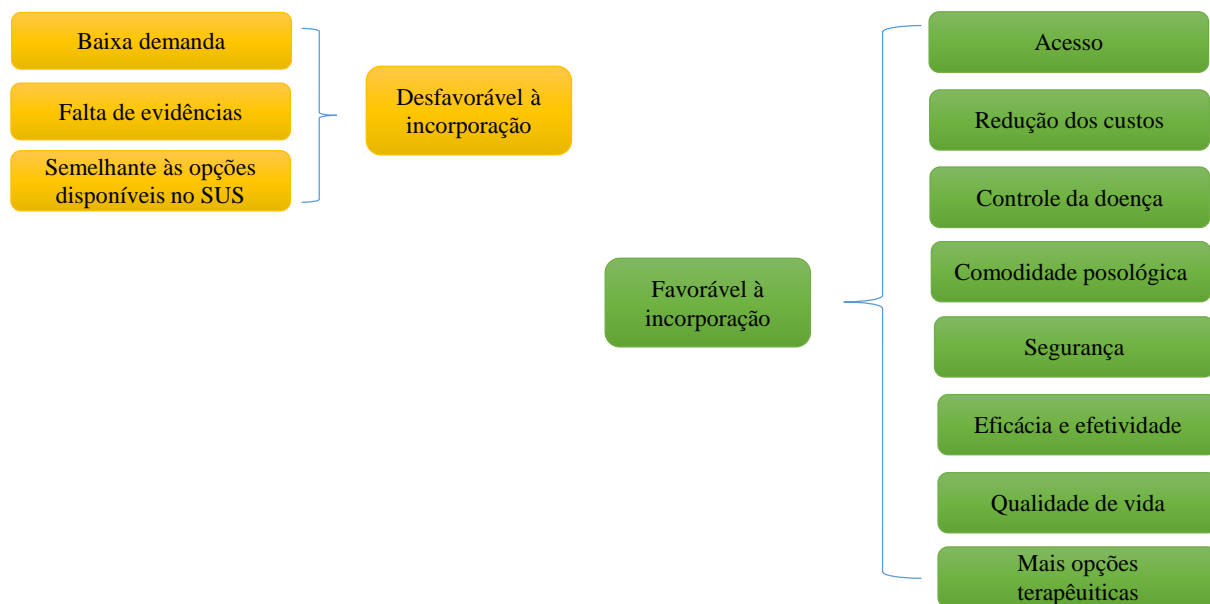 Baixa demanda
Falta de evidências
Semelhante às opções
disponíveis no SUS
Desfavorável à
incorporação
Favorável à
incorporação
Acesso
Redução dos custos
Controle da doença
Comodidade posológica
Segurança
Eficácia e efetividade
Qualidade de vida
Mais opções
terapêuiticas